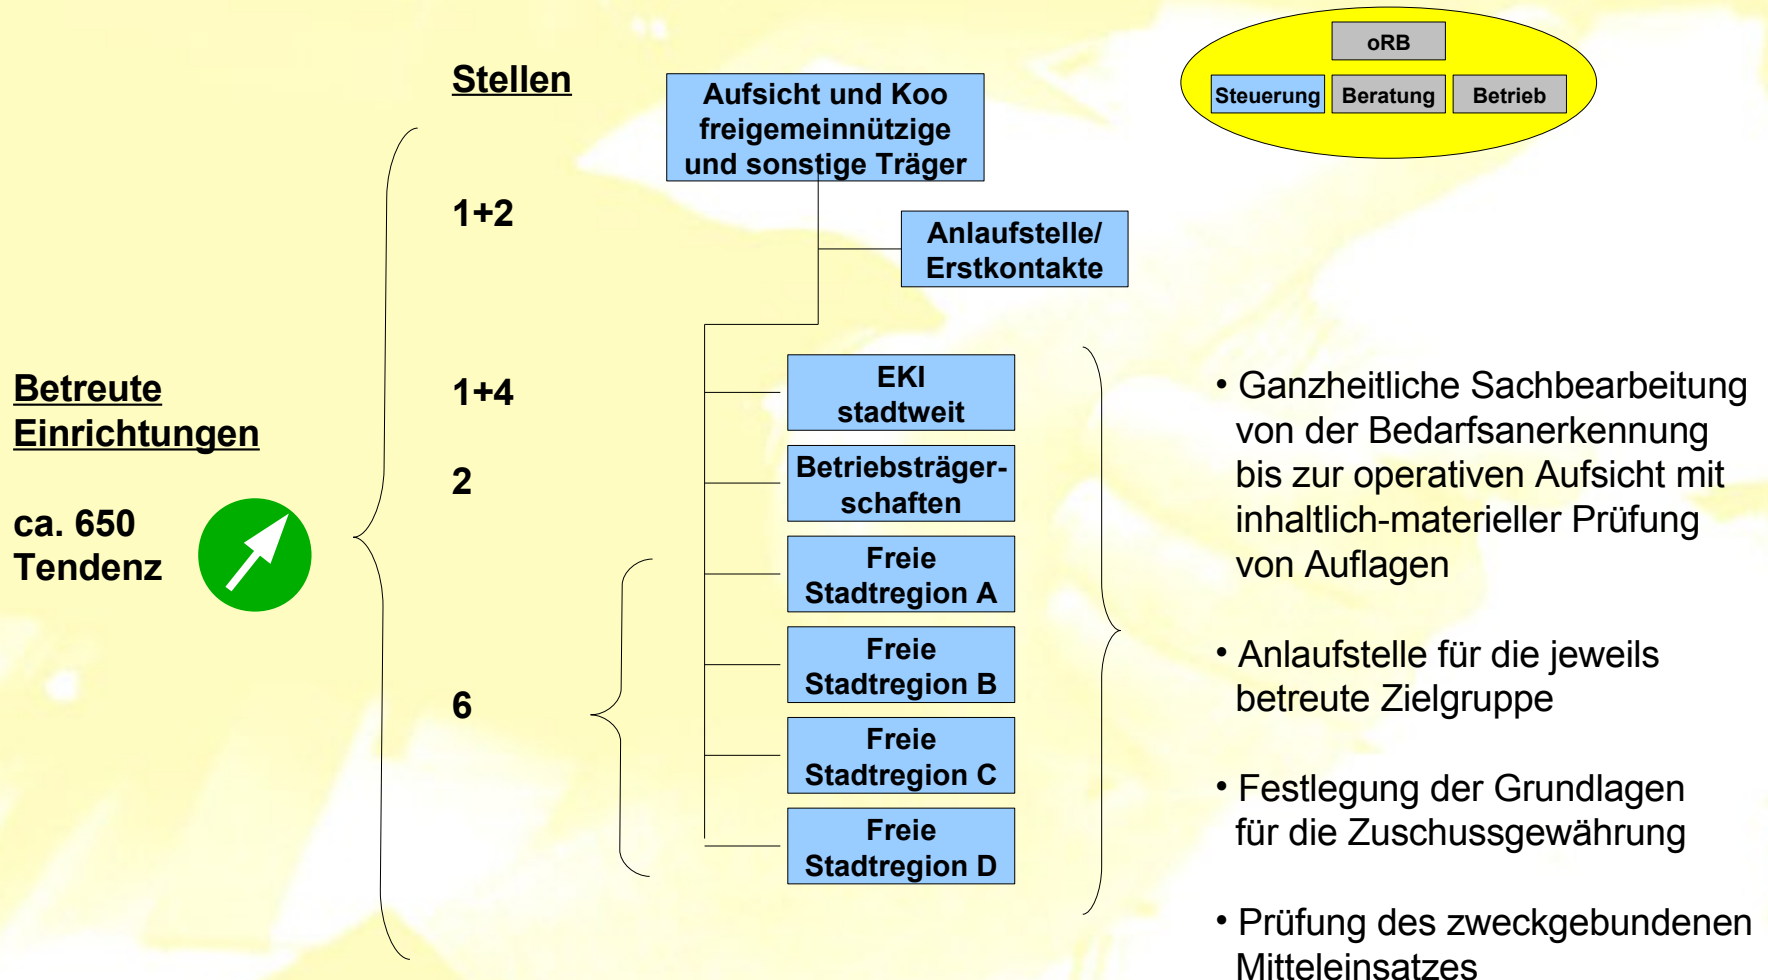 oRB
Steuerung
Beratung
Betrieb
Stellen
Aufsicht und Koo
freigemeinnützige
und sonstige Träger
1+2
Anlaufstelle/
Erstkontakte
Betreute
Einrichtungen
ca. 650
Tendenz
1+4
2
6
EKI
stadtweit
Betriebsträger-
schaften
Freie
Stadtregion A
Freie
Stadtregion B
Freie
Stadtregion C
Freie
Stadtregion D
• Ganzheitliche Sachbearbeitung
von der Bedarfsanerkennung
bis zur operativen Aufsicht mit
inhaltlich-materieller Prüfung
von Auflagen
• Anlaufstelle für die jeweils
betreute Zielgruppe
• Festlegung der Grundlagen
für die Zuschussgewährung
• Prüfung des zweckgebundenen
Mitteleinsatzes